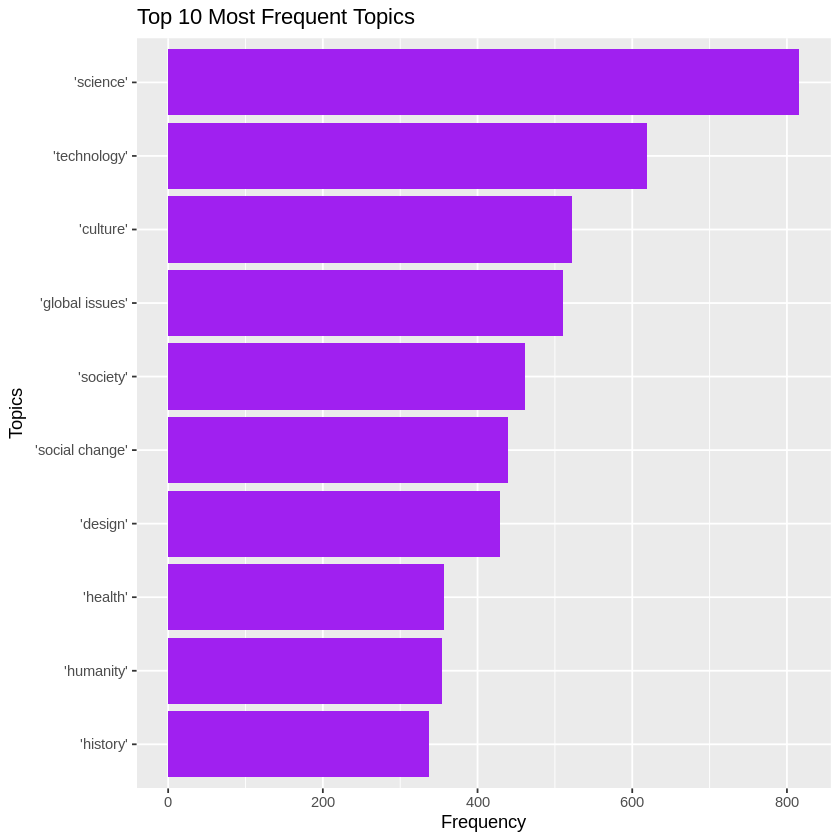 Top 10 Most Frequent Topics
'science'
'technology'
'culture'
'global issues'
'society'
'social change'
'design'
'health'
'humanity'
'history'
Topics
0 200 400 600 800
Frequency